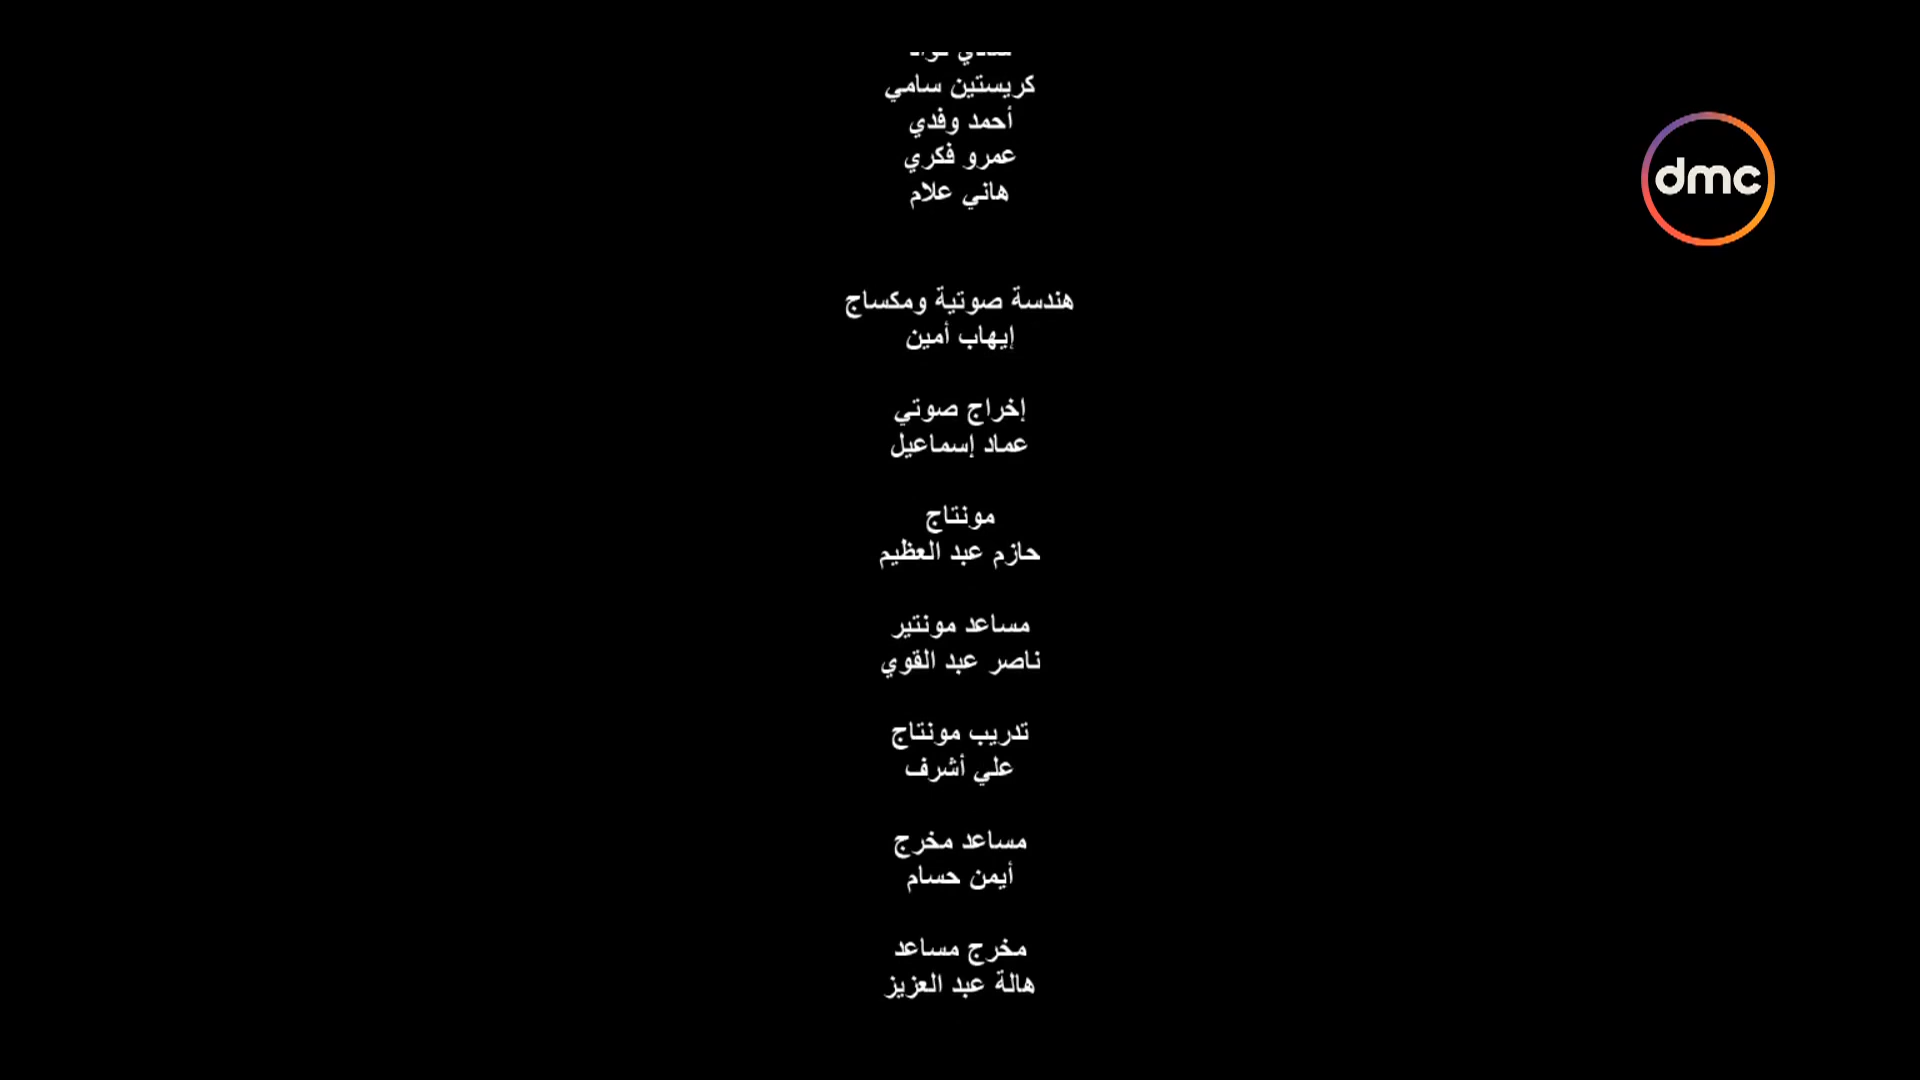 كريستين سامي
أحمد وفدي
عمرو فكري
هاني علام
dmc
هندسة صوتية ومكساج
إيهاب أمين
إخراج صوتي
عماد إسماعيل
مونتاج
حازم عبد العظيم
مساعد مونتير
ناصر عبد القوي
تدريب مونتاج
علي أشرف
مساعد مخرج
أيمن حسام
مخرج مساعد
هالة عبد العزيز